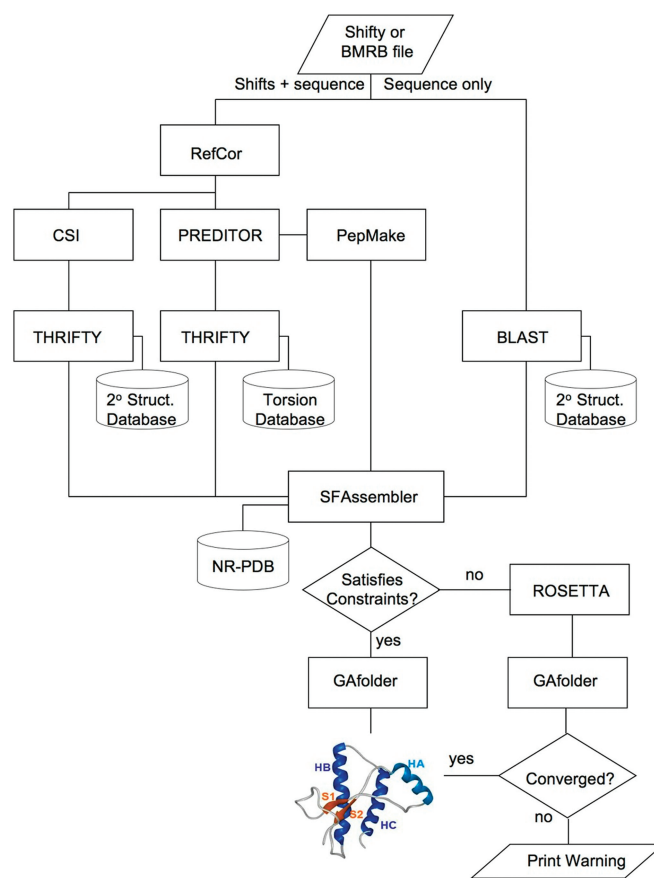 Shifty or
BMRB file
Shifts + sequence
Sequence only
RefCor
CSI
PREDITOR
PepMake
THRIFTY
THRIFTY
BLAST
2º Struct.
Database
Torsion
Database
2º Struct.
Database
SFAssembler
NR-PDB
Satisfies
Constraints?
no
ROSETTA
yes
GAfolder
GAfolder
HB
HA
S1
S2
HC
yes
Converged?
no
Print Warning